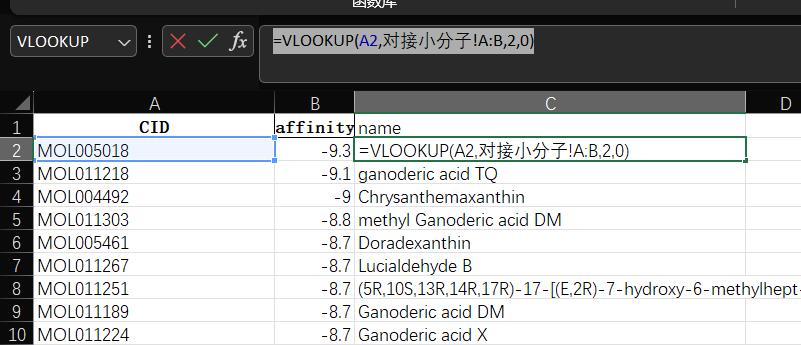 函数库
VLOOKUP
fx
=VLOOKUP(A2,对接小分子!A:B,2,0)
A B C D
1 CID affinity name
2 MOL005018 -9.3 =VLOOKUP(A2,对接小分子!A:B,2,0)
3 MOL011218 -9.1 ganoderic acid TQ
4 MOL004492 -9 Chrysanthemaxanthin
5 MOL011303 -8.8 methyl Ganoderic acid DM
6 MOL005461 -8.7 Doradexanthin
7 MOL011267 -8.7 Lucialdehyde B
8 MOL011251 -8.7 (5R,10S,13R,14R,17R)-17-[(E,2R)-7-hydroxy-6-methylhept-
9 MOL011189 -8.7 Ganoderic acid DM
10 MOL011224 -8.7 Ganoderic acid X